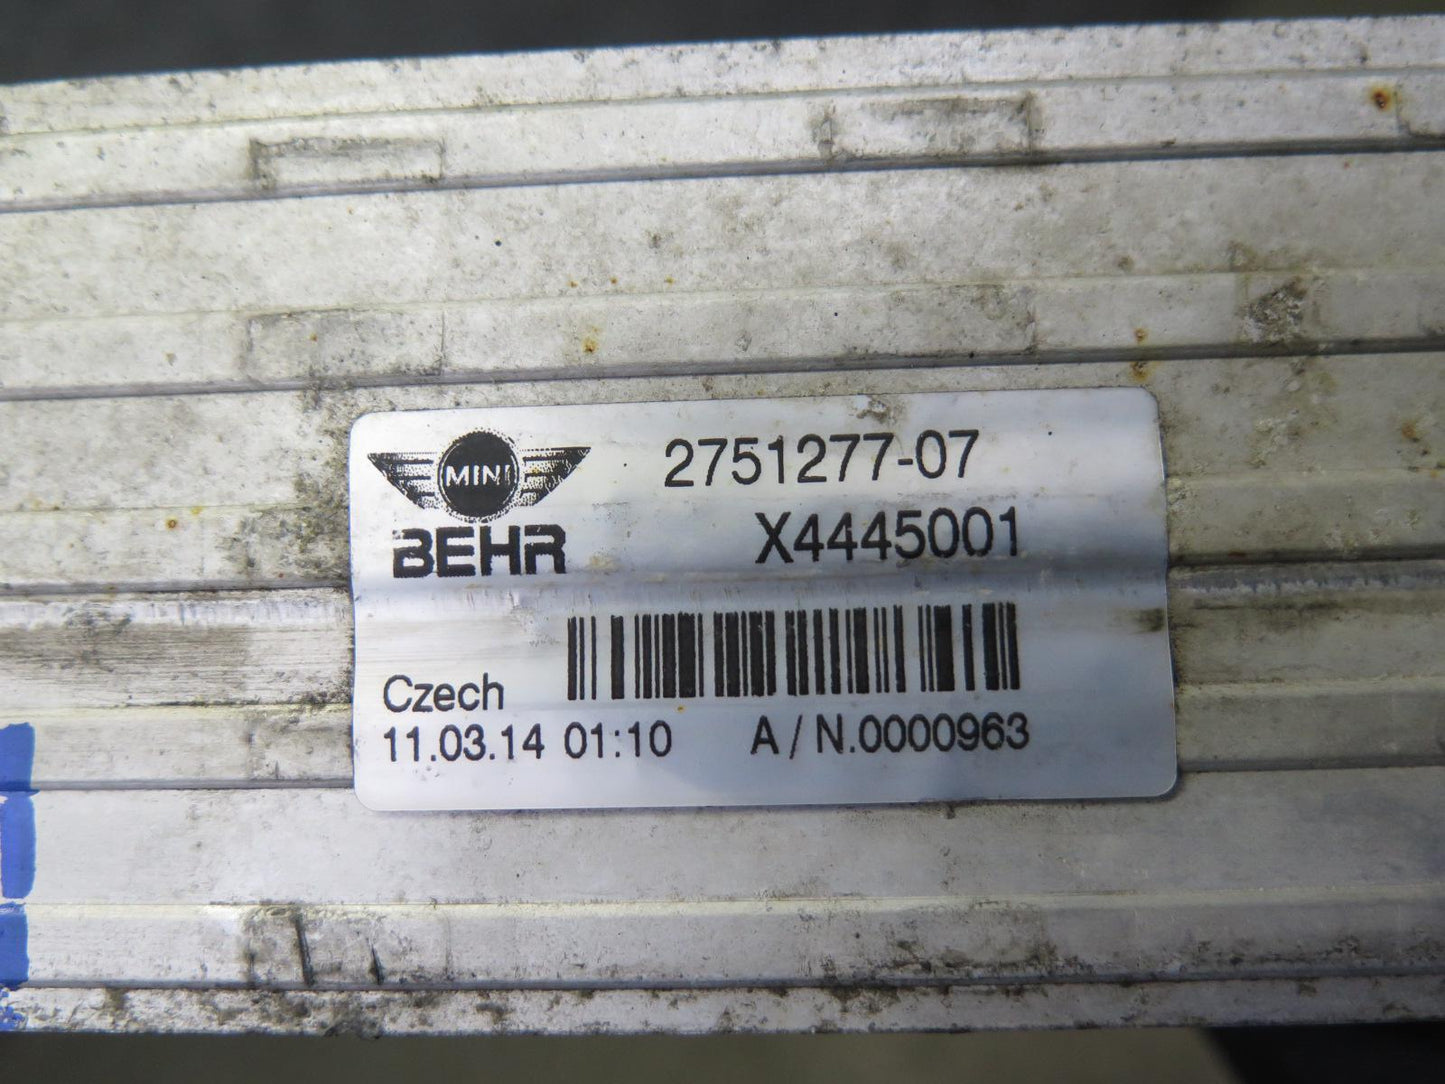 MINI
2751277-07
BEHR
X4445001
Czech
11.03.14 01:10 A/N.0000963